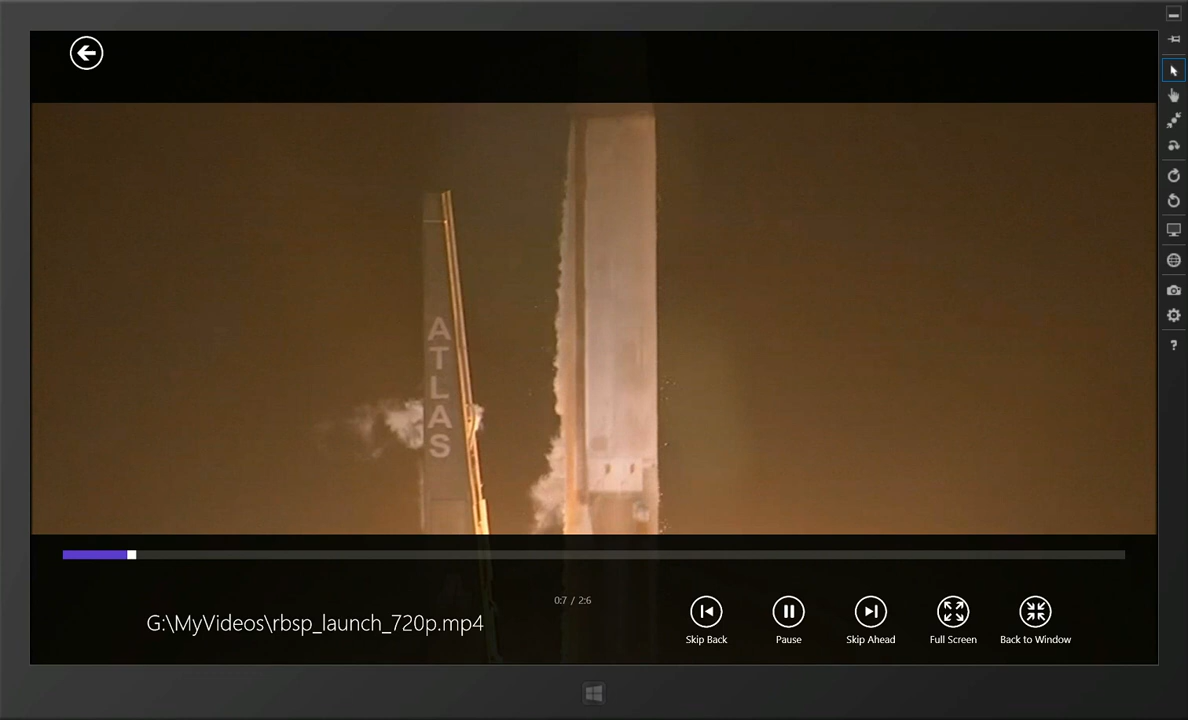 ATLAS
0:7 / 2:6
G:\MyVideos\rbsp_launch_720p.mp4
Skip Back
Pause
Skip Ahead
Full Screen
Back to Window
?